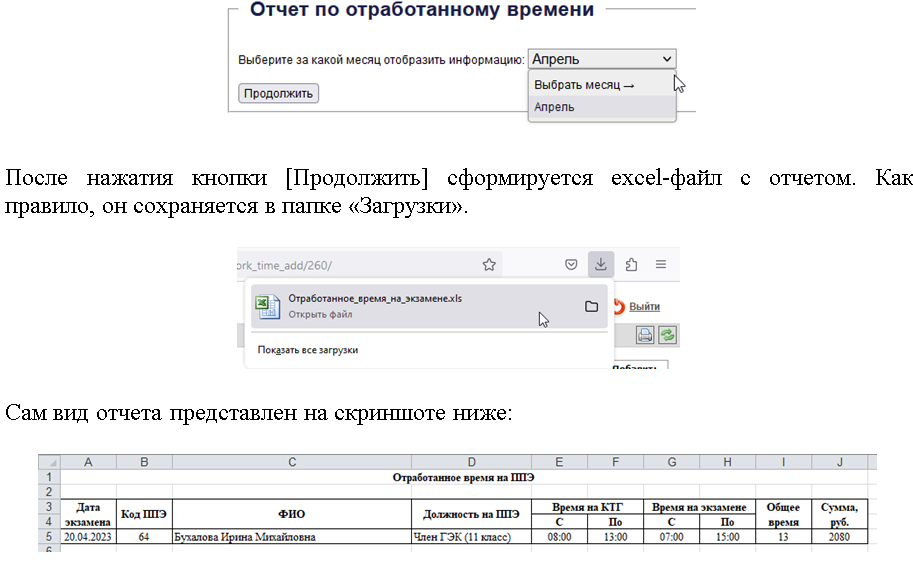 Отчет по отработанному времени
Выберите за какой месяц отобразить информацию: Апрель
Выбрать месяц →
Продолжить
Апрель
После нажатия кнопки [Продолжить] сформируется excel-файл с отчетом. Как
правило, он сохраняется в папке «Загрузки».
ork_time_add/260/
Отработанное_время_на_экзамене.xls
Открыть файл
Выйти
Показать все загрузки
Добавить
Сам вид отчета представлен на скриншоте ниже:
A B C D E F G H I J
1 Отработанное время на ППЭ
2
3 Дата Код ППЭ ФИО Должность на ППЭ Время на КТГ Время на экзамене Общее Сумма,
4 экзамена С По С По время руб.
5 20.04.2023 64 Бухалова Ирина Михайловна Член ГЭК (11 класс) 08:00 13:00 07:00 15:00 13 2080
6